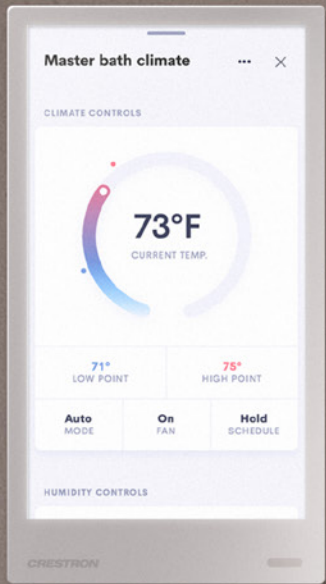 Master bath climate
CLIMATE CONTROLS
73°F
CURRENT TEMP.
71°
LOW POINT
75°
HIGH POINT
Auto
MODE
On
FAN
Hold
SCHEDULE
HUMIDITY CONTROLS
CRESTRON